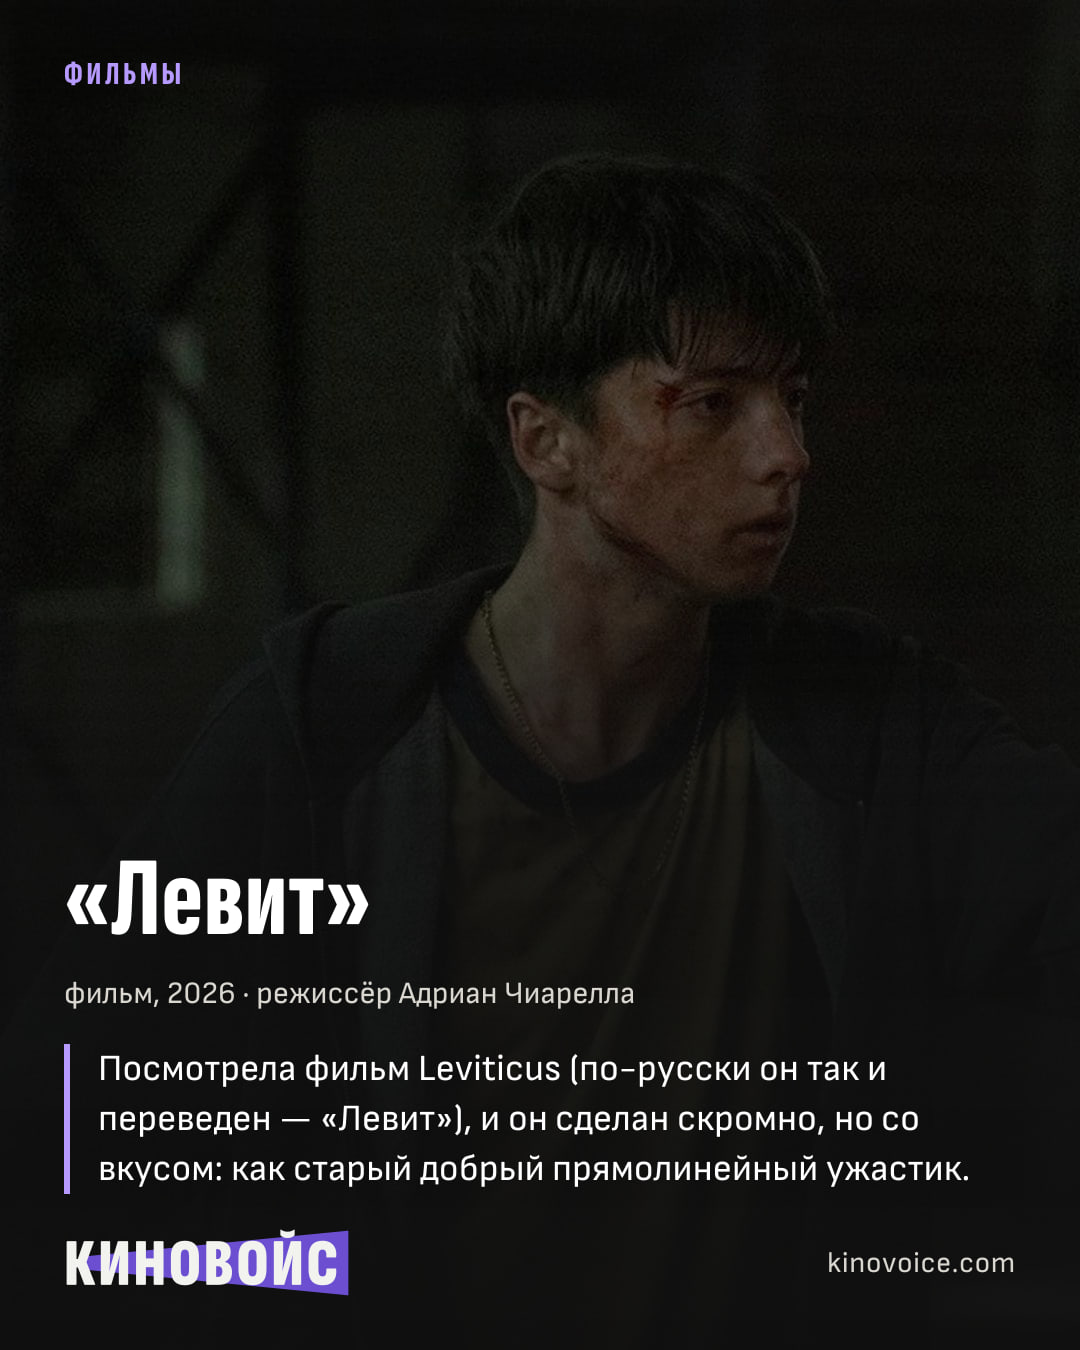 ФИЛЬМЫ
«Левит»
фильм, 2026 · режиссёр Адриан Чиарелла
Посмотрела фильм Leviticus (по-русски он так и
переведен — «Левит»), и он сделан скромно, но со
вкусом: как старый добрый прямолинейный ужастик.
КИНОВОЙС
kinovoice.com